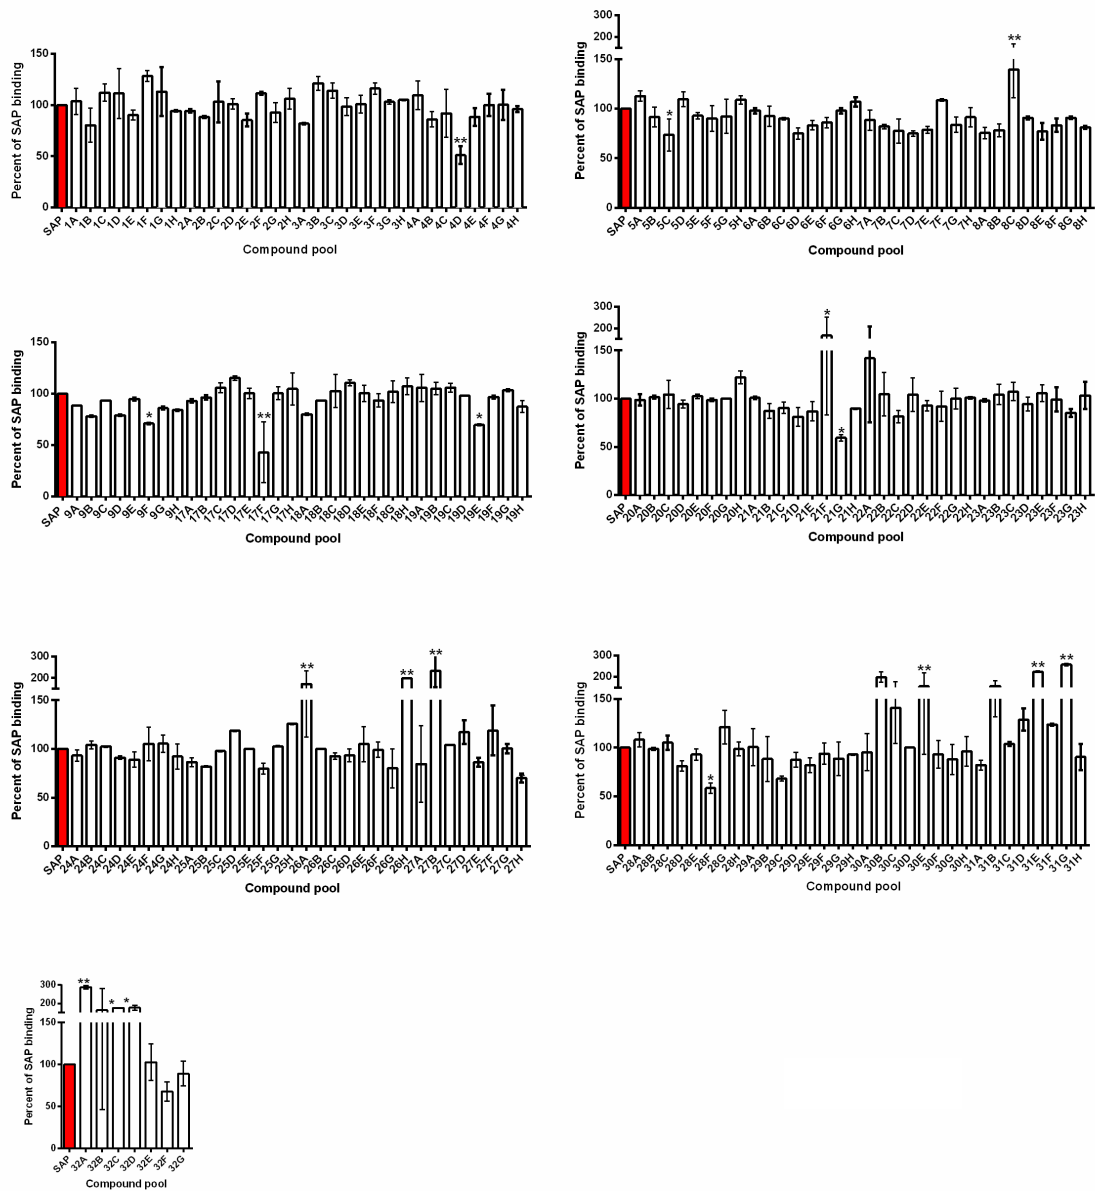 150
100
50
0
Percent of SAP binding
**
SAP 1A 1B 1C 1D 1E 1F 1G 1H 2A 2B 2C 2D 2E 2F 2G 2H 3A 3B 3C 3D 3E 3F 3G 3H 4A 4B 4C 4D 4E 4F 4G 4H
Compound pool
300
200
150
100
50
0
Percent of SAP binding
* **
SAP 5A 5B 5C 5D 5E 5F 5G 5H 6A 6B 6C 6D 6E 6F 6G 6H 7A 7B 7C 7D 7E 7F 7G 7H 8A 8B 8C 8D 8E 8F 8G 8H
Compound pool
150
100
50
0
Percent of SAP binding
* ** *
SAP 9A 9B 9C 9D 9E 9F 9G 9H 17A 17B 17C 17D 17E 17F 17G 17H 18A 18B 18C 18D 18E 18F 18G 18H 19A 19B 19C 19D 19E 19F 19G 19H
Compound pool
300
200
150
100
50
0
Percent of SAP binding
* *
SAP 20A 20B 20C 20D 20E 20F 20G 20H 21A 21B 21C 21D 21E 21F 21G 21H 22A 22B 22C 22D 22E 22F 22G 22H 23A 23B 23C 23D 23E 23F 23G 23H
Compound pool
300
200
150
100
50
0
Percent of SAP binding
** ** **
SAP 24A 24B 24C 24D 24E 24F 24G 24H 25A 25B 25C 25D 25E 25F 25G 25H 26A 26B 26C 26D 26E 26F 26G 26H 27A 27B 27C 27D 27E 27F 27G 27H
Compound pool
300
200
150
100
50
0
Percent of SAP binding
* ** ** **
SAP 28A 28B 28C 28D 28E 28F 28G 28H 29A 29B 29C 29D 29E 29F 29G 29H 30A 30B 30C 30D 30E 30F 30G 30H 31A 31B 31C 31D 31E 31F 31G 31H
Compound pool
300
200
150
100
50
0
Percent of SAP binding
** * *
SAP 32A 32B 32C 32D 32E 32F 32G
Compound pool